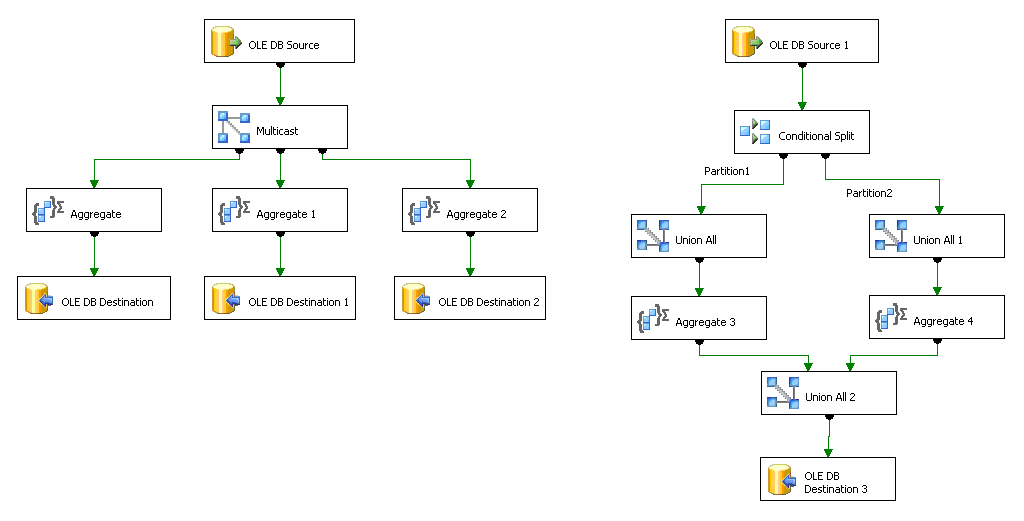 OLE DB Source
Multicast
Aggregate
Aggregate 1
Aggregate 2
OLE DB Destination
OLE DB Destination 1
OLE DB Destination 2
OLE DB Source 1
Conditional Split
Partition1
Partition2
Union All
Union All 1
Aggregate 3
Aggregate 4
Union All 2
OLE DB
Destination 3